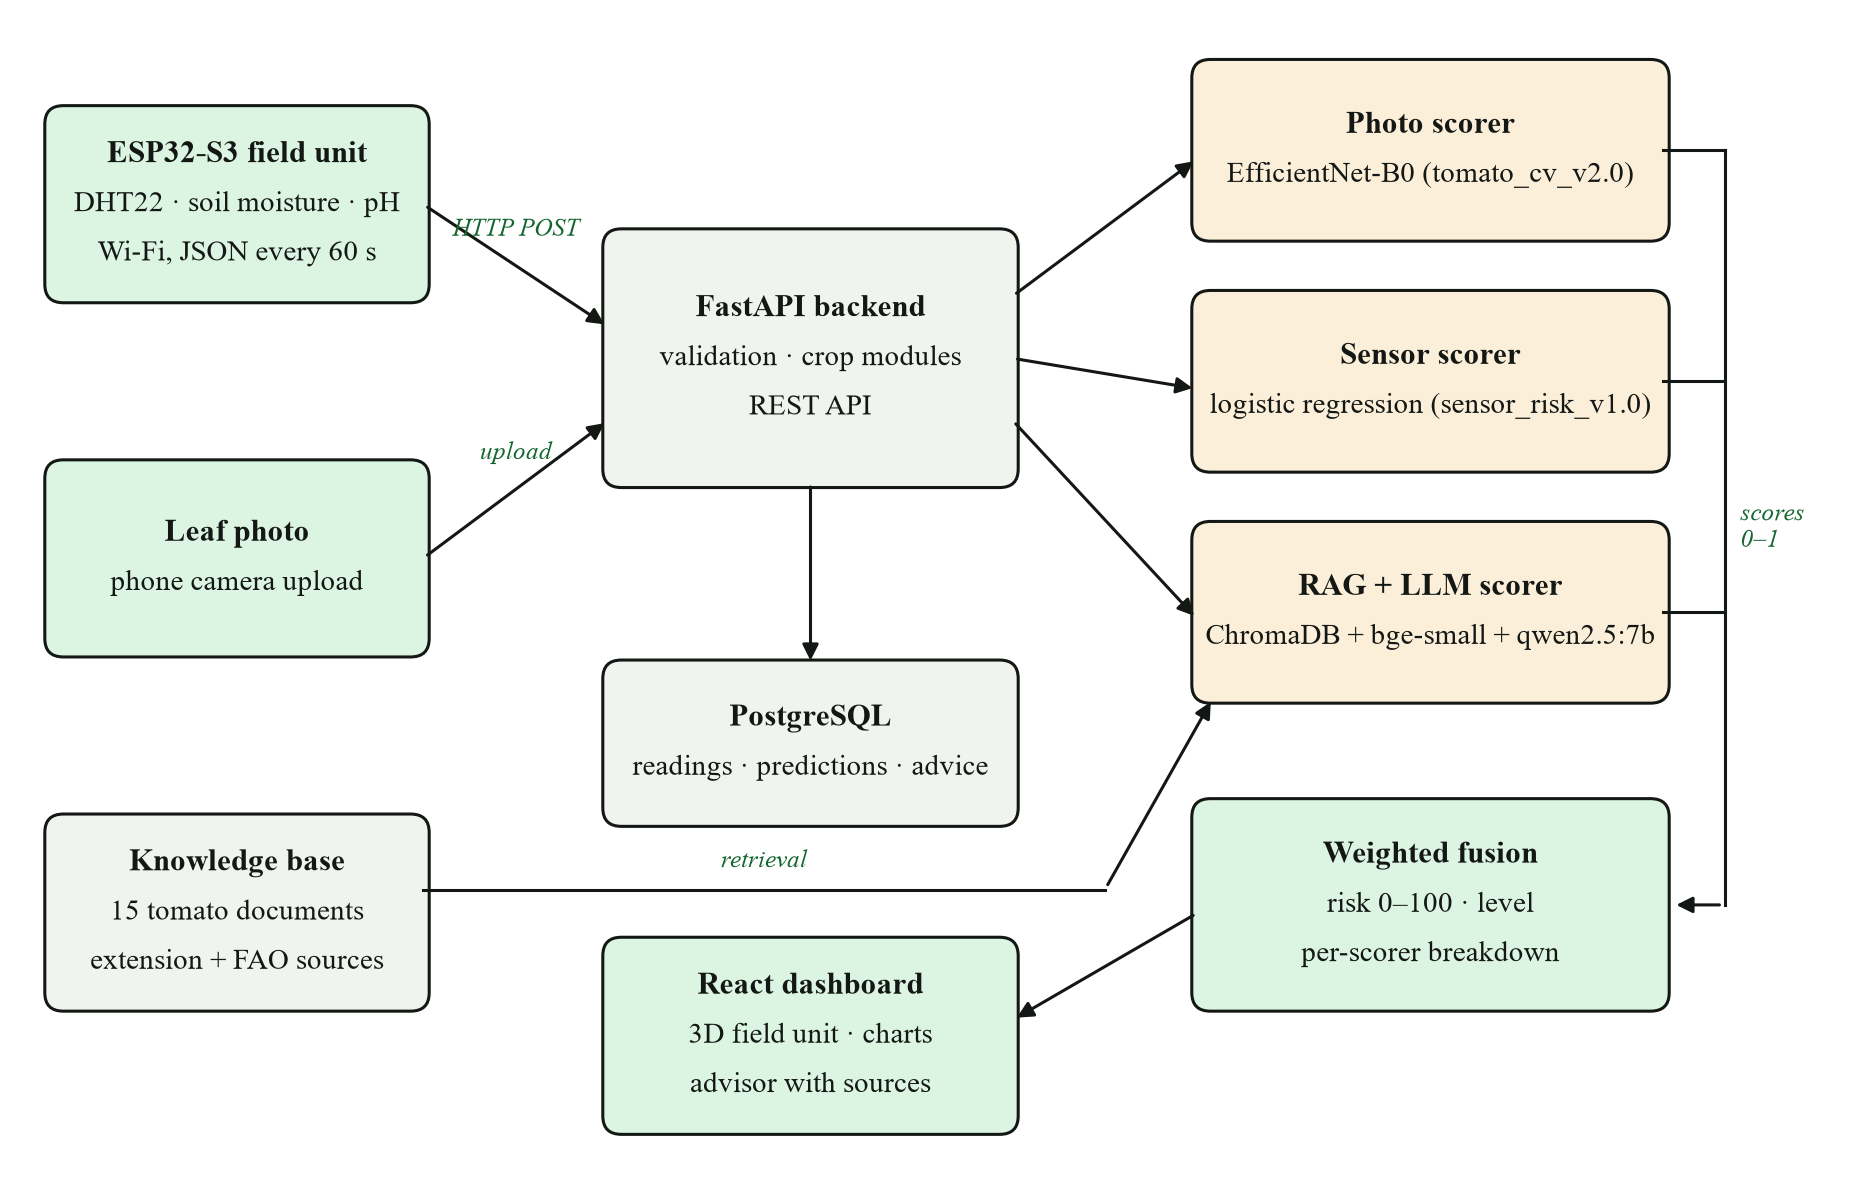 ESP32-S3 field unit
DHT22 · soil moisture · pH
Wi-Fi, JSON every 60 s
HTTP POST
Leaf photo
phone camera upload
upload
Knowledge base
15 tomato documents
extension + FAO sources
retrieval
FastAPI backend
validation · crop modules
REST API
PostgreSQL
readings · predictions · advice
React dashboard
3D field unit · charts
advisor with sources
Photo scorer
EfficientNet-B0 (tomato_cv_v2.0)
Sensor scorer
logistic regression (sensor_risk_v1.0)
RAG + LLM scorer
ChromaDB + bge-small + qwen2.5:7b
scores
0–1
Weighted fusion
risk 0–100 · level
per-scorer breakdown